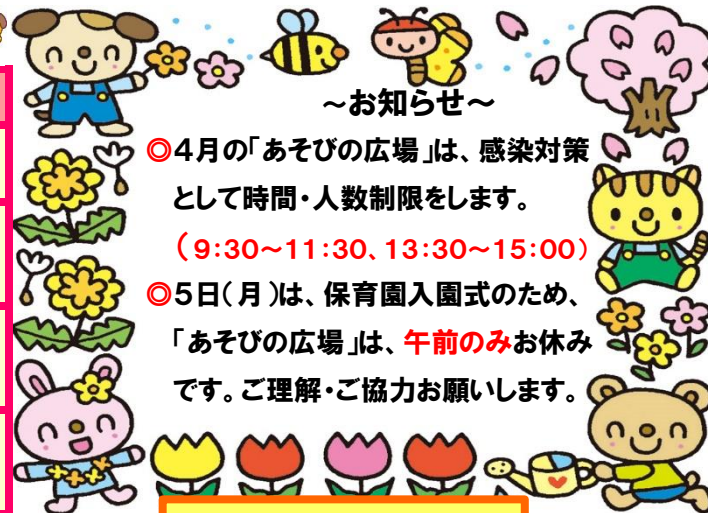 ～お知らせ～
◎4月の「あそびの広場」は、感染対策
として時間・人数制限をします。
(9:30～11:30、13:30～15:00)
◎5日(月)は、保育園入園式のため、
「あそびの広場」は、午前のみお休み
です。ご理解・ご協力お願いします。